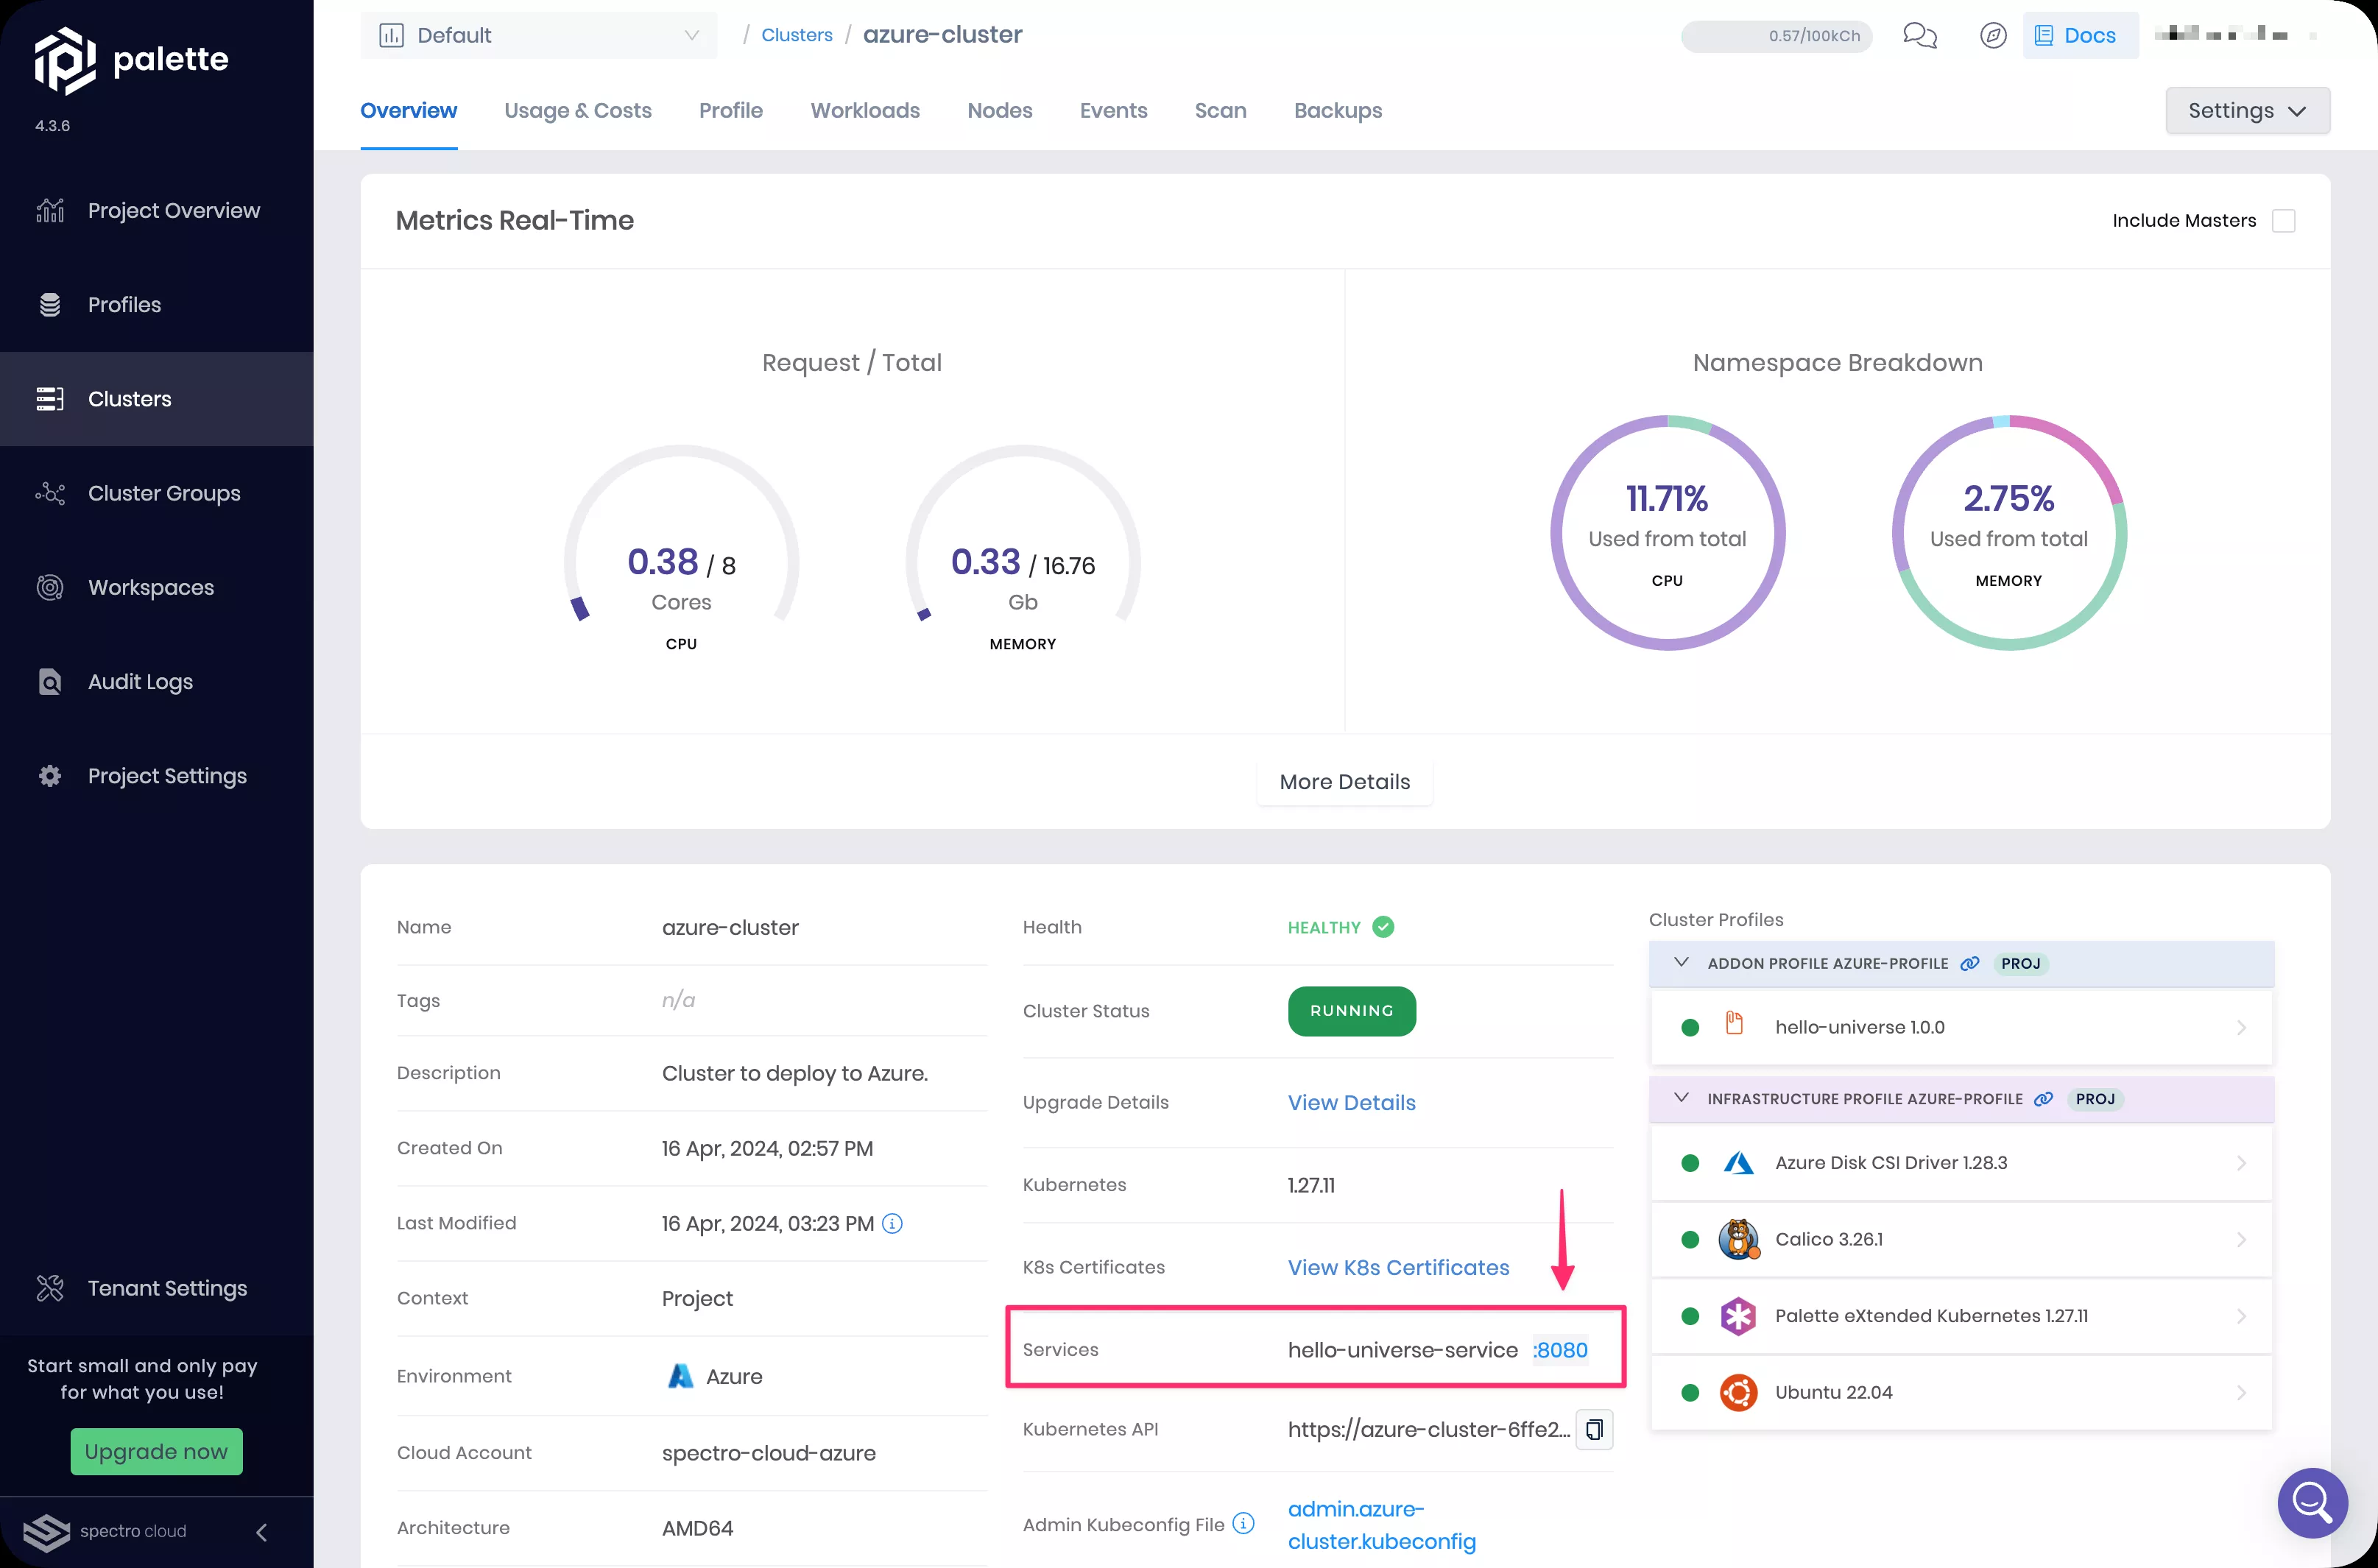 palette
4.3.6
Project Overview
Profiles
Clusters
Cluster Groups
Workspaces
Audit Logs
Project Settings
Tenant Settings
Start small and only pay
for what you use!
Upgrade now
spectro cloud
Default
/ Clusters / azure-cluster
0.57/100kCh
Docs
Overview
Usage & Costs
Profile
Workloads
Nodes
Events
Scan
Backups
Settings
Metrics Real-Time
Include Masters
Request / Total
0.38 / 8
Cores
CPU
0.33 / 16.76
Gb
MEMORY
Namespace Breakdown
11.71%
Used from total
CPU
2.75%
Used from total
MEMORY
More Details
Name azure-cluster
Tags n/a
Description Cluster to deploy to Azure.
Created On 16 Apr, 2024, 02:57 PM
Last Modified 16 Apr, 2024, 03:23 PM
Context Project
Environment Azure
Cloud Account spectro-cloud-azure
Architecture AMD64
Health HEALTHY
Cluster Status RUNNING
Upgrade Details View Details
Kubernetes 1.27.11
K8s Certificates View K8s Certificates
Services hello-universe-service :8080
Kubernetes API https://azure-cluster-6ffe2...
Admin Kubeconfig File admin.azure-
cluster.kubeconfig
Cluster Profiles
ADDON PROFILE AZURE-PROFILE PROJ
hello-universe 1.0.0
INFRASTRUCTURE PROFILE AZURE-PROFILE PROJ
Azure Disk CSI Driver 1.28.3
Calico 3.26.1
Palette eXtended Kubernetes 1.27.11
Ubuntu 22.04